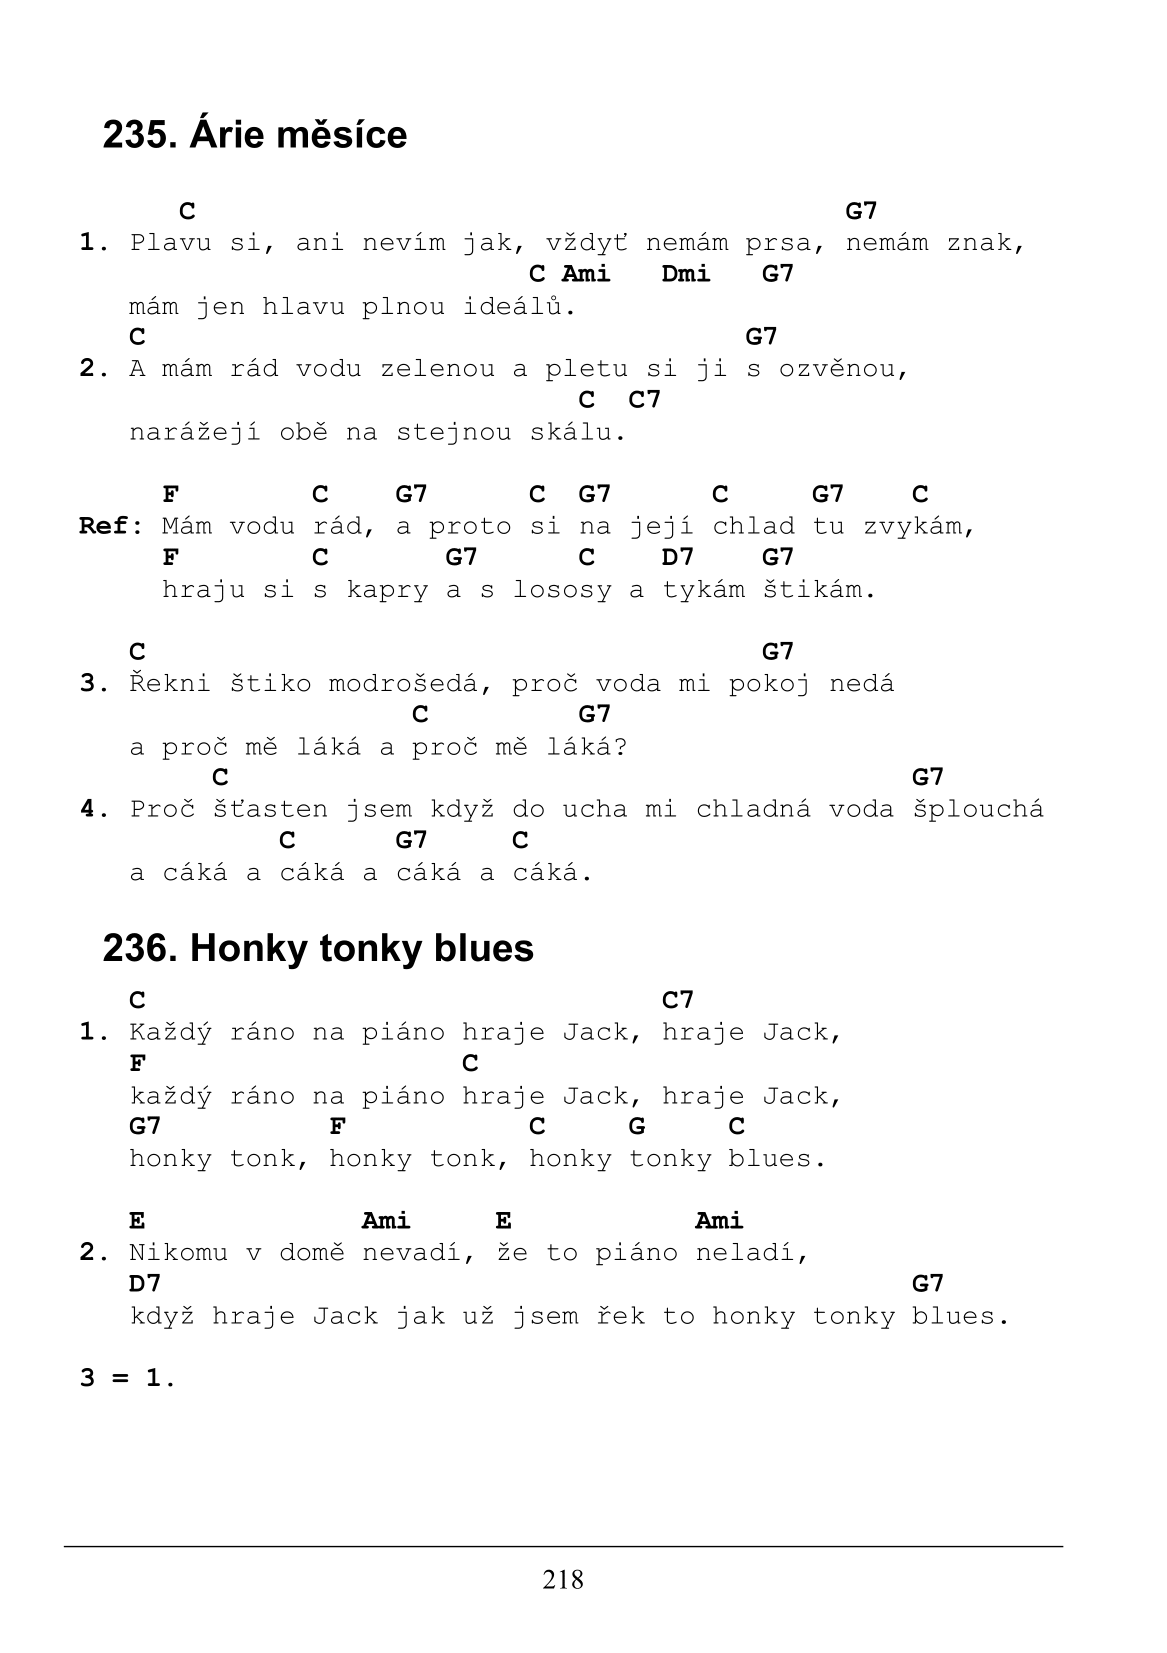 235. Árie měsíce
C G7
1. Plavu si, ani nevím jak, vždyť nemám prsa, nemám znak,
C Ami Dmi G7
mám jen hlavu plnou ideálů.
C G7
2. A mám rád vodu zelenou a pletu si ji s ozvěnou,
C C7
narážejí obě na stejnou skálu.
F C G7 C G7 C G7 C
Ref: Mám vodu rád, a proto si na její chlad tu zvykám,
F C G7 C D7 G7
hraju si s kapry a s lososy a tykám štikám.
C G7
3. Řekni štiko modrošedá, proč voda mi pokoj nedá
C G7
a proč mě láká a proč mě láká?
C G7
4. Proč šťasten jsem když do ucha mi chladná voda šplouchá
C G7 C
a cáká a cáká a cáká a cáká.
236. Honky tonky blues
C C7
1. Každý ráno na piáno hraje Jack, hraje Jack,
F C
každý ráno na piáno hraje Jack, hraje Jack,
G7 F C G C
honky tonk, honky tonk, honky tonky blues.
E Ami E Ami
2. Nikomu v domě nevadí, že to piáno neladí,
D7 G7
když hraje Jack jak už jsem řek to honky tonky blues.
3 = 1.
218